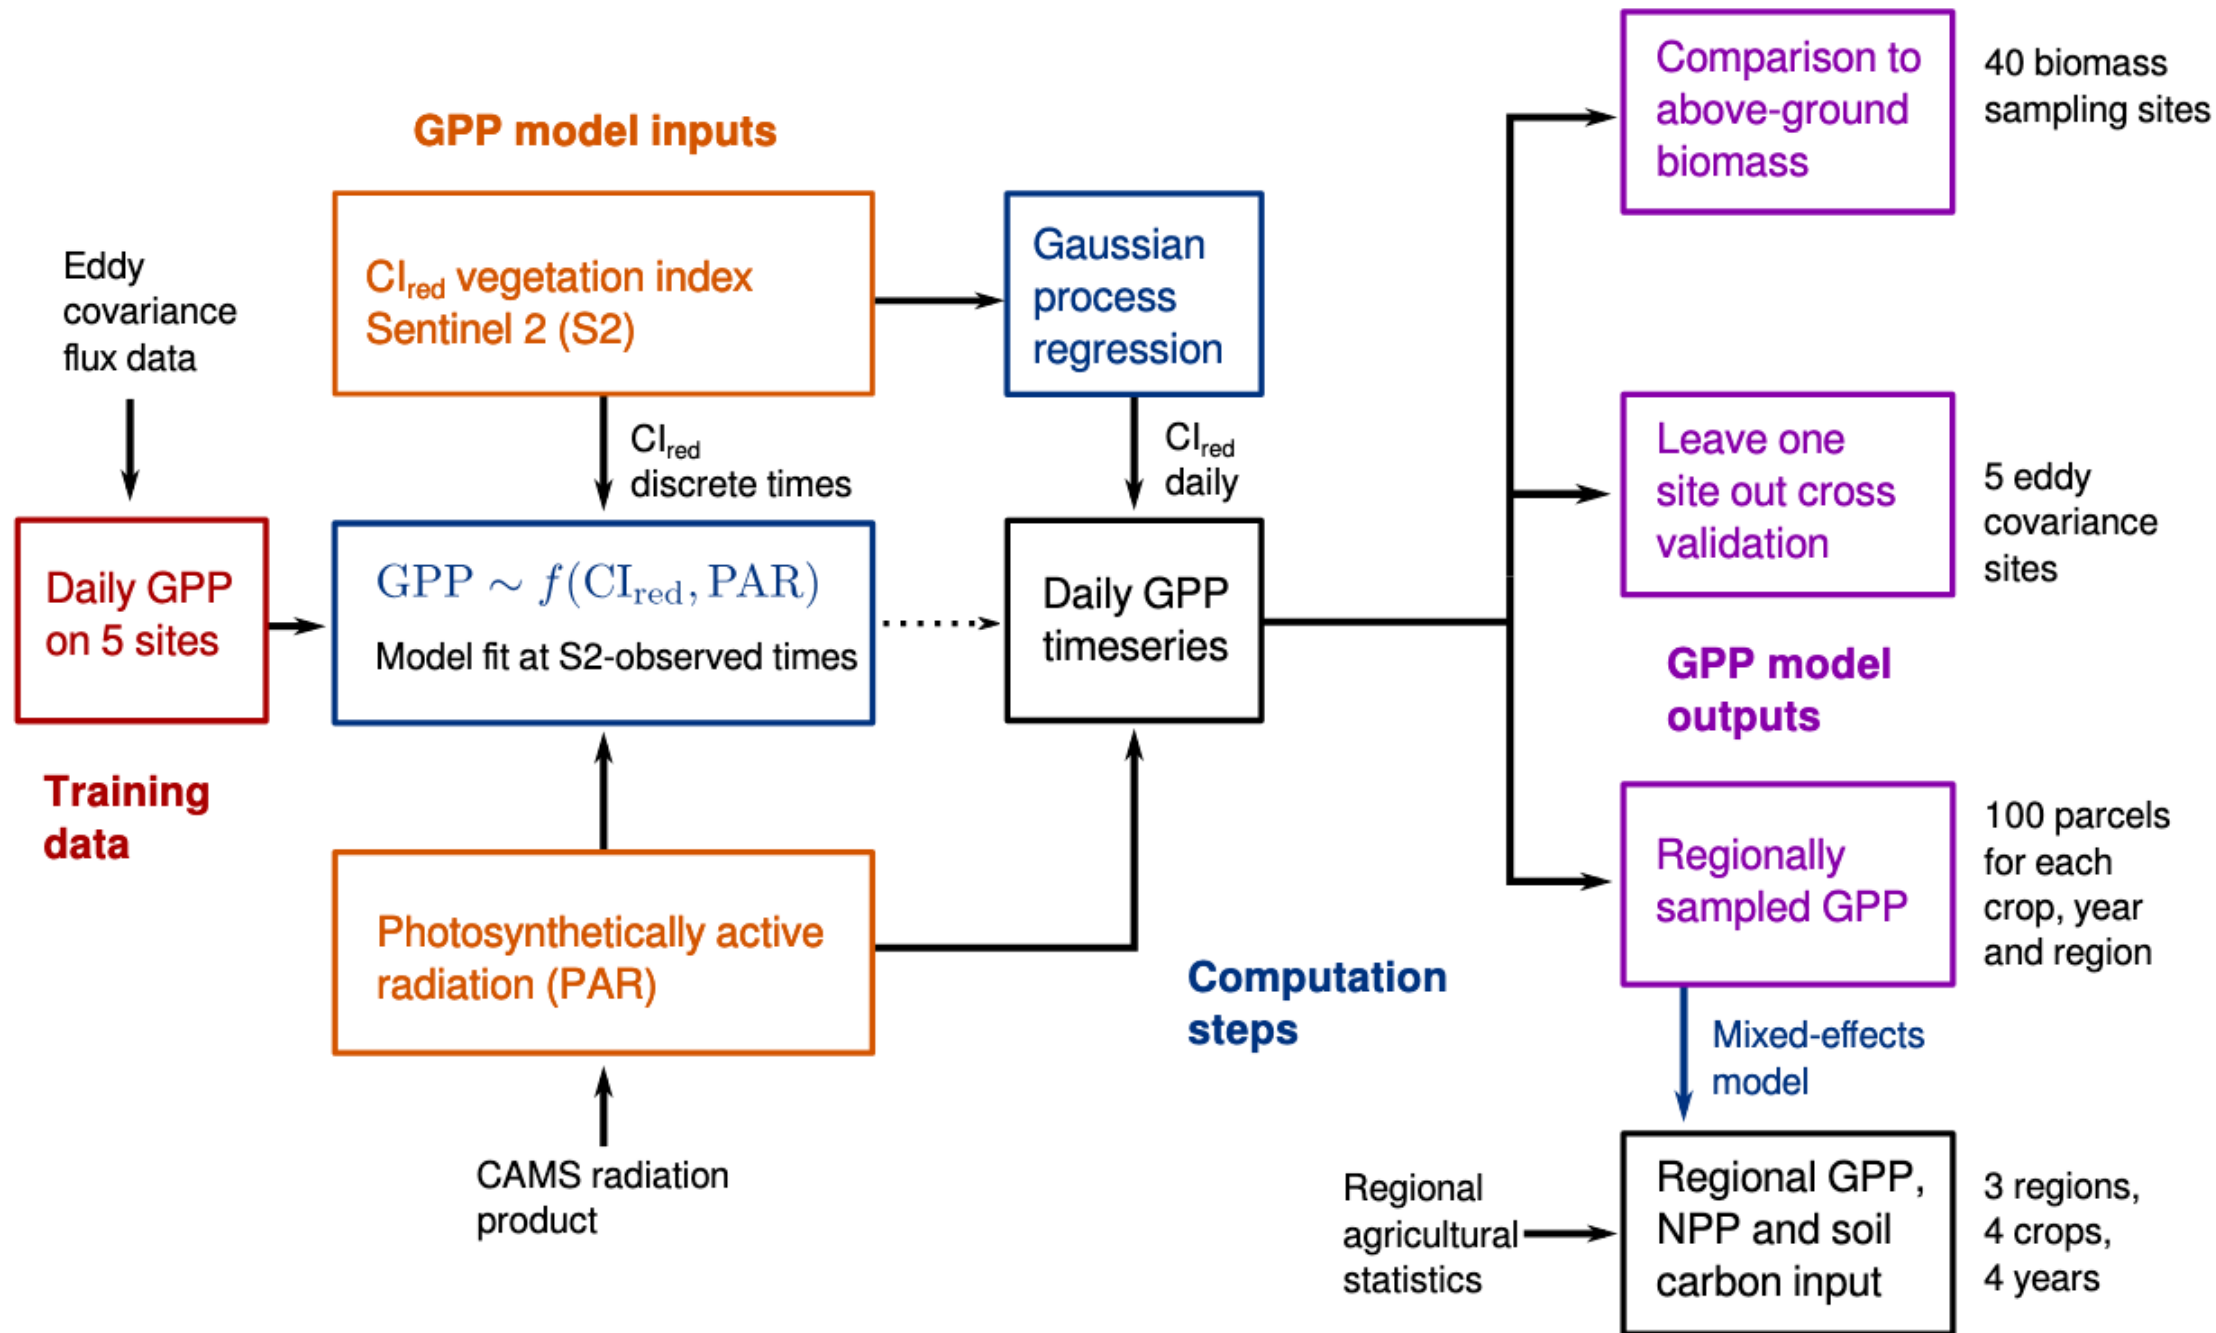 GPP model inputs
Eddy
covariance
flux data
CI_red vegetation index
Sentinel 2 (S2)
Gaussian
process
regression
CI_red
discrete times
CI_red
daily
Daily GPP
on 5 sites
GPP ~ f(CI_red, PAR)
Model fit at S2-observed times
Daily GPP
timeseries
Training
data
Photosynthetically active
radiation (PAR)
CAMS radiation
product
Computation
steps
Comparison to
above-ground
biomass
40 biomass
sampling sites
Leave one
site out cross
validation
5 eddy
covariance
sites
GPP model
outputs
Regionally
sampled GPP
100 parcels
for each
crop, year
and region
Mixed-effects
model
Regional
agricultural
statistics
Regional GPP,
NPP and soil
carbon input
3 regions,
4 crops,
4 years